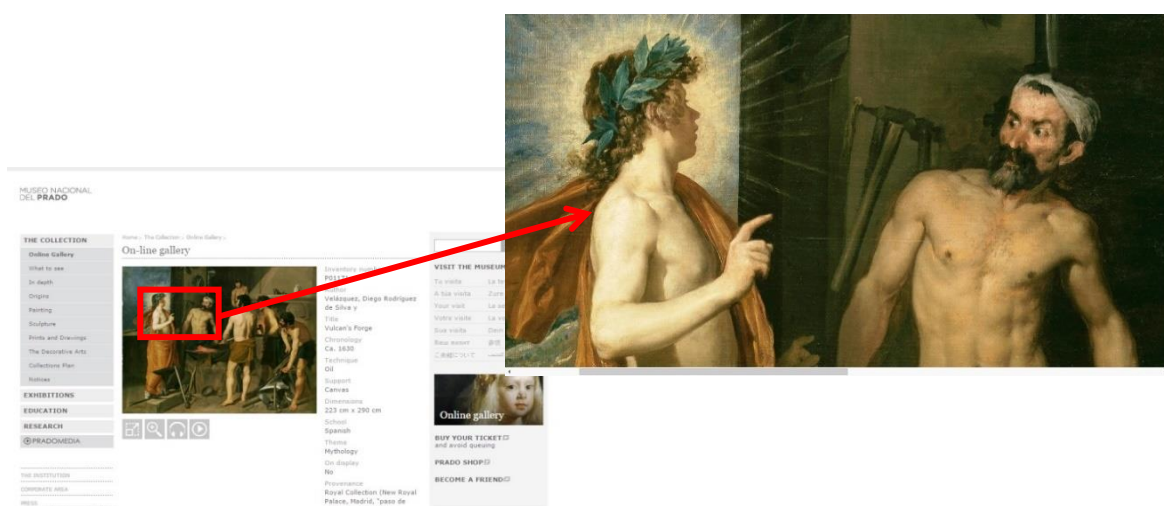 MUSEO NACIONAL
DEL PRADO
THE COLLECTION
Online Gallery
What to see
In depth
Origins
Painting
Sculpture
Prints and Drawings
The Decorative Arts
Collections Plan
Notices
EXHIBITIONS
EDUCATION
RESEARCH
PRADOMEDIA
THE INSTITUTION
CORPORATE AREA
PRESS
Home » The Collection » Online Gallery »
On-line gallery
Inventory
P01171
Velázquez, Diego Rodríguez
de Silva y
Title
Vulcan's Forge
Chronology
Ca. 1630
Technique
Oil
Support
Canvas
Dimensions
223 cm x 290 cm
School
Spanish
Theme
Mythology
On display
No
Provenance
Royal Collection (New Royal
Palace, Madrid, "paso de
VISIT THE MUSEUM
Tu visita
A túa visita
Your visit
Votre visite
Sua visita
Online gallery
BUY YOUR TICKET
and avoid queuing
PRADO SHOP
BECOME A FRIEND